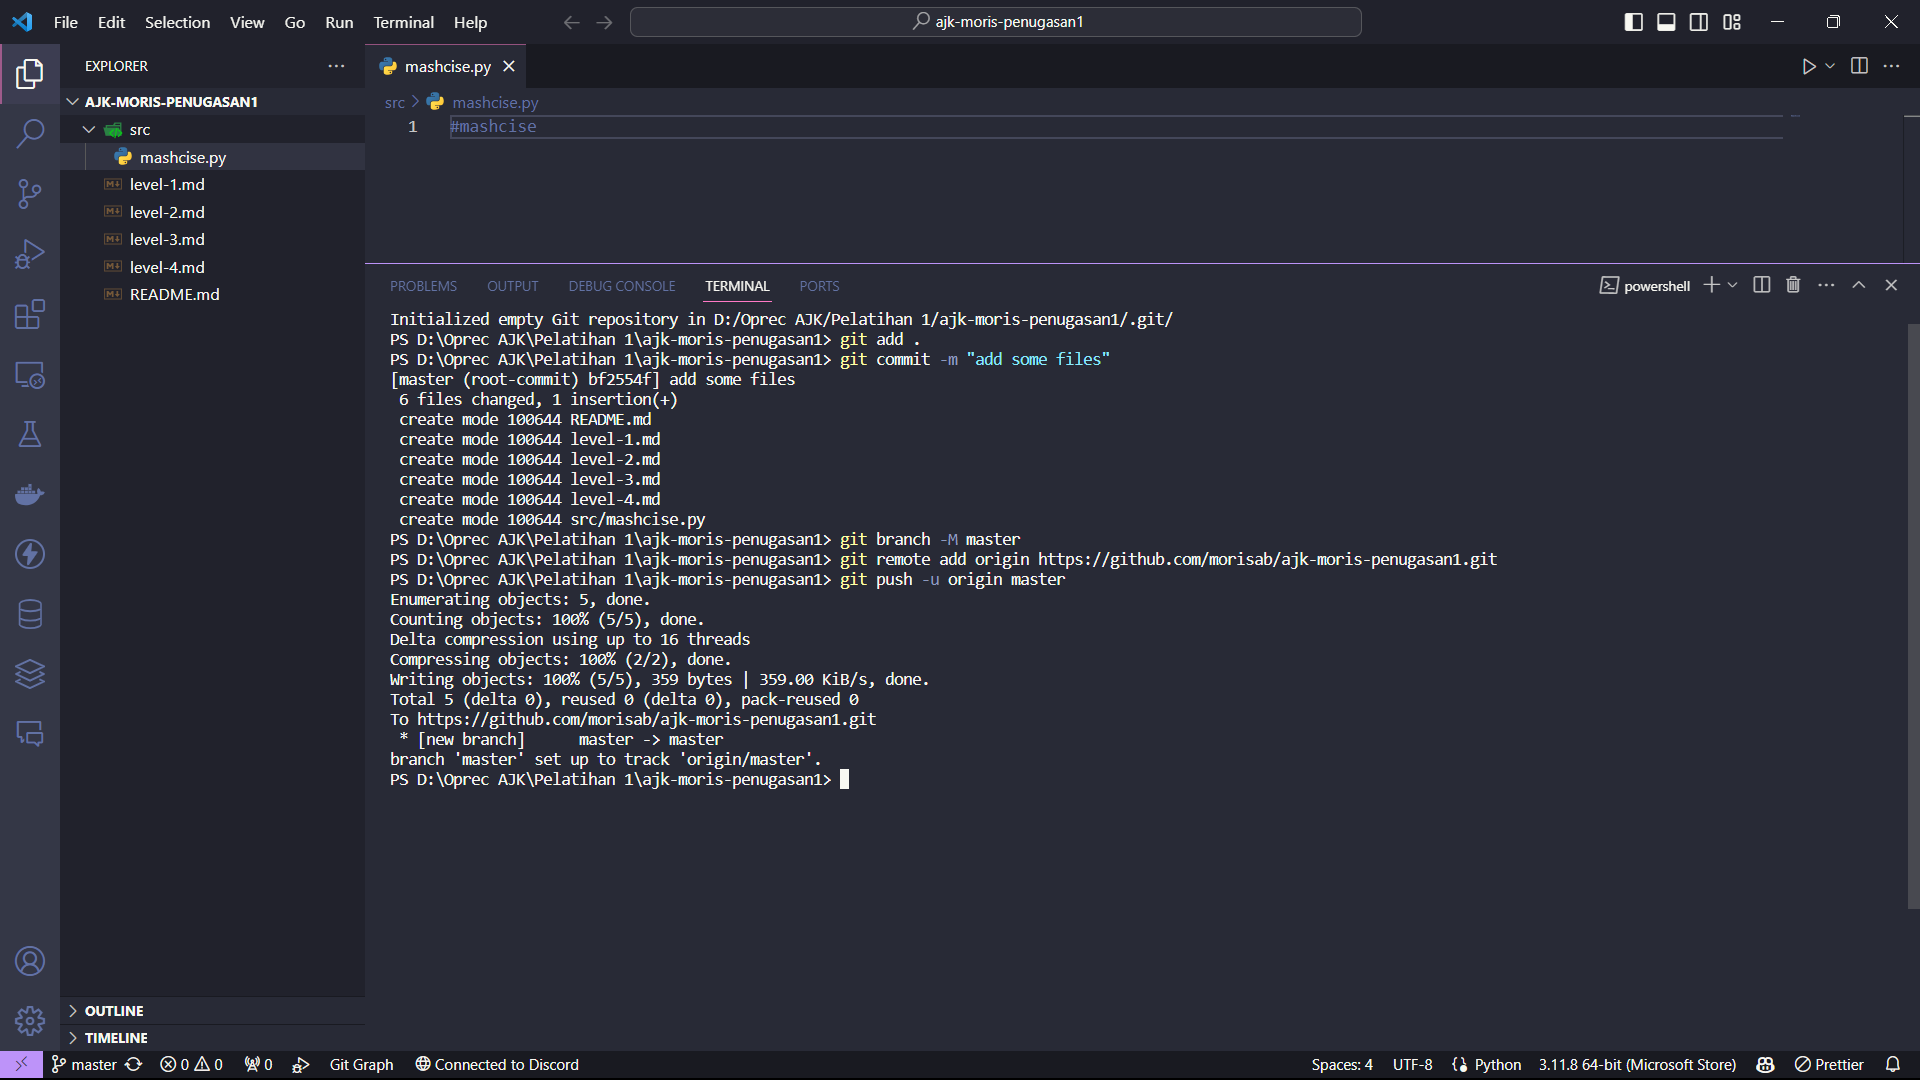 File Edit Selection View Go Run Terminal Help
ajk-moris-penugasan1
EXPLORER
AJK-MORIS-PENUGASAN1
src
mashcise.py
level-1.md
level-2.md
level-3.md
level-4.md
README.md
OUTLINE
TIMELINE
mashcise.py
src > mashcise.py
1 #mashcise
PROBLEMS OUTPUT DEBUG CONSOLE TERMINAL PORTS
powershell
Initialized empty Git repository in D:/Oprec AJK/Pelatihan 1/ajk-moris-penugasan1/.git/
PS D:\Oprec AJK\Pelatihan 1\ajk-moris-penugasan1> git add .
PS D:\Oprec AJK\Pelatihan 1\ajk-moris-penugasan1> git commit -m "add some files"
[master (root-commit) bf2554f] add some files
 6 files changed, 1 insertion(+)
 create mode 100644 README.md
 create mode 100644 level-1.md
 create mode 100644 level-2.md
 create mode 100644 level-3.md
 create mode 100644 level-4.md
 create mode 100644 src/mashcise.py
PS D:\Oprec AJK\Pelatihan 1\ajk-moris-penugasan1> git branch -M master
PS D:\Oprec AJK\Pelatihan 1\ajk-moris-penugasan1> git remote add origin https://github.com/morisab/ajk-moris-penugasan1.git
PS D:\Oprec AJK\Pelatihan 1\ajk-moris-penugasan1> git push -u origin master
Enumerating objects: 5, done.
Counting objects: 100% (5/5), done.
Delta compression using up to 16 threads
Compressing objects: 100% (2/2), done.
Writing objects: 100% (5/5), 359 bytes | 359.00 KiB/s, done.
Total 5 (delta 0), reused 0 (delta 0), pack-reused 0
To https://github.com/morisab/ajk-moris-penugasan1.git
 * [new branch]      master -> master
branch 'master' set up to track 'origin/master'.
PS D:\Oprec AJK\Pelatihan 1\ajk-moris-penugasan1>
master 0 0 0 Git Graph Connected to Discord Spaces: 4 UTF-8 Python 3.11.8 64-bit (Microsoft Store) Prettier